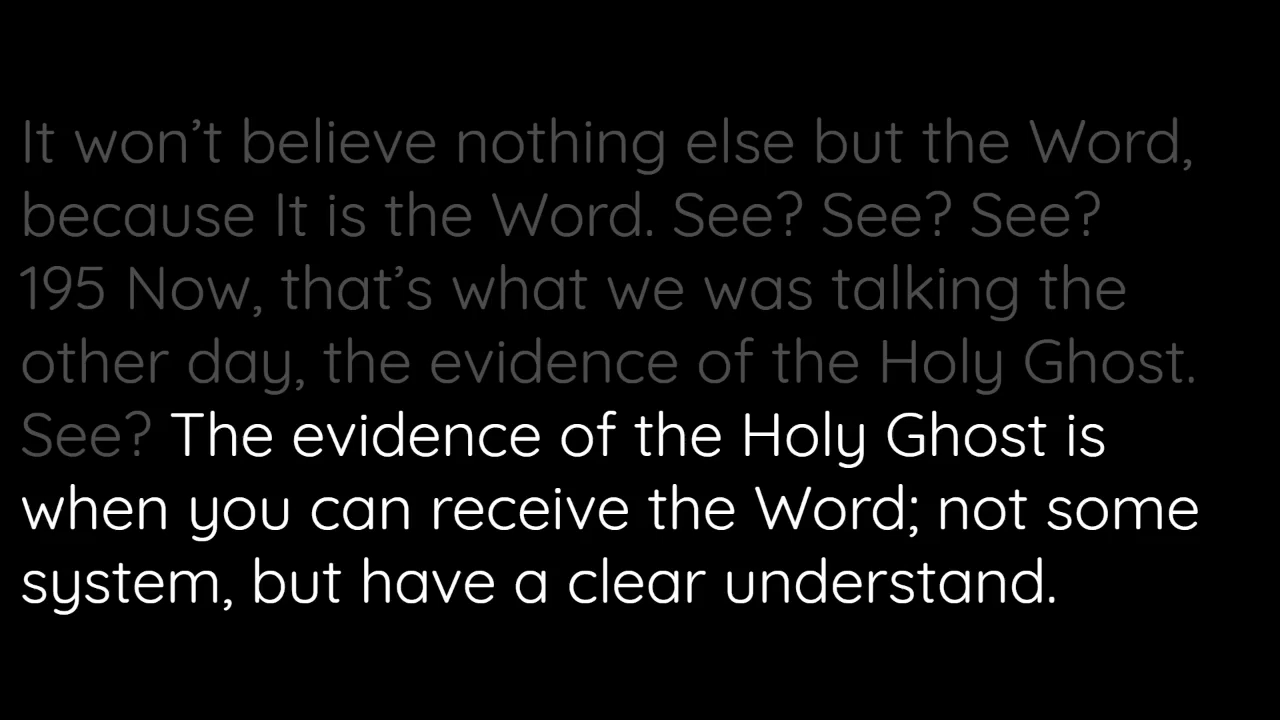 It won’t believe nothing else but the Word,
because It is the Word. See? See? See?
195 Now, that’s what we was talking the
other day, the evidence of the Holy Ghost.
See? The evidence of the Holy Ghost is
when you can receive the Word; not some
system, but have a clear understand.